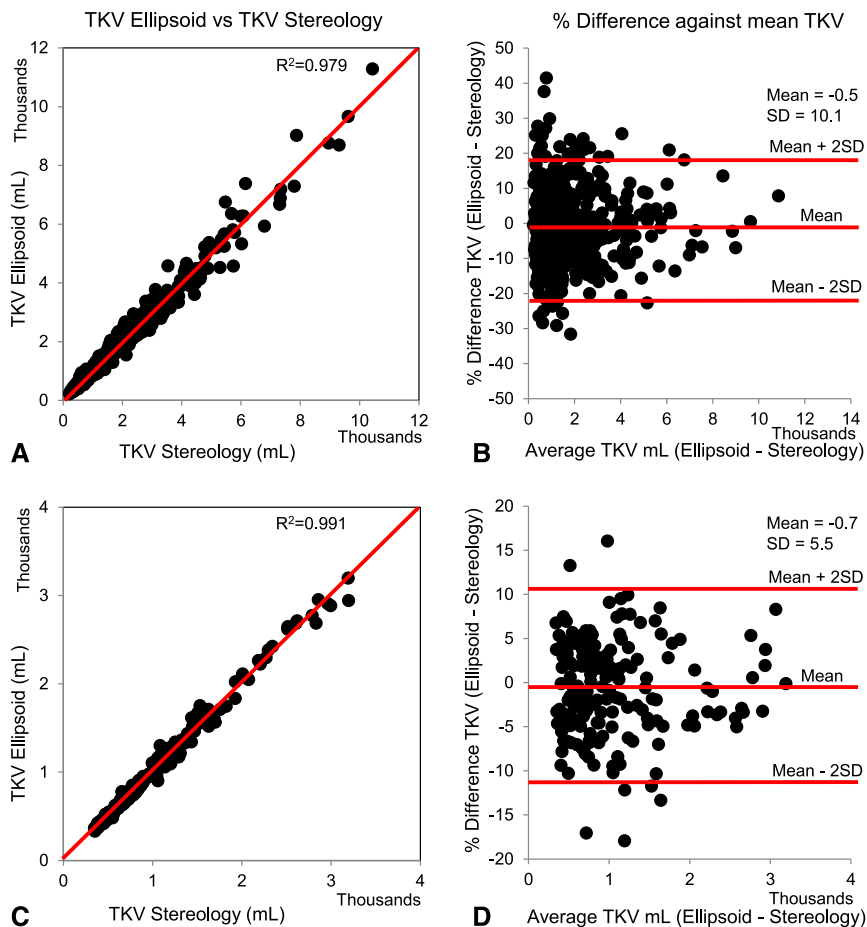 TKV Ellipsoid vs TKV Stereology
12
R²=0.979
Thousands
10
8
6
4
2
0
TKV Ellipsoid (mL)
0 2 4 6 8 10 12
Thousands
A TKV Stereology (mL)
% Difference against mean TKV
50
40
30
20
10
0
-10
-20
-30
-40
-50
% Difference TKV (Ellipsoid - Stereology)
Mean = -0.5
SD = 10.1
Mean + 2SD
Mean
Mean - 2SD
0 2 4 6 8 10 12 14
Thousands
B Average TKV mL (Ellipsoid - Stereology)
4
R²=0.991
Thousands
3
2
1
0
TKV Ellipsoid (mL)
0 1 2 3 4
Thousands
C TKV Stereology (mL)
20
15
10
5
0
-5
-10
-15
-20
% Difference TKV (Ellipsoid - Stereology)
Mean = -0.7
SD = 5.5
Mean + 2SD
Mean
Mean - 2SD
0 1 2 3 4
Thousands
D Average TKV mL (Ellipsoid - Stereology)